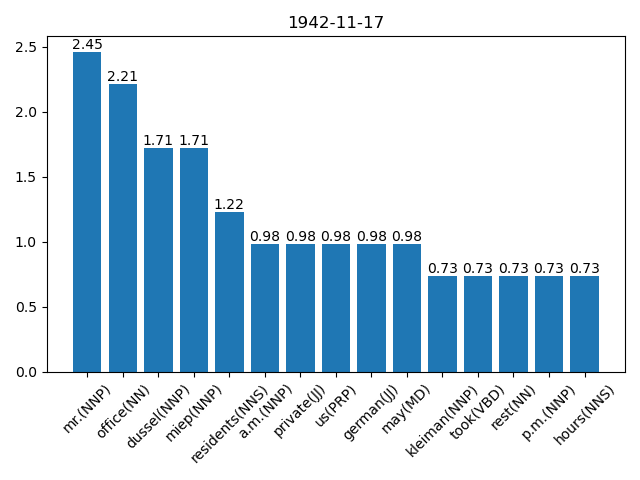 1942-11-17
2.5
2.0
1.5
1.0
0.5
0.0
2.45
2.21
1.71
1.71
1.22
0.98
0.98
0.98
0.98
0.98
0.73
0.73
0.73
0.73
0.73
mr.(NNP)
office(NN)
dussel(NNP)
miep(NNP)
residents(NNS)
a.m.(NNP)
private(JJ)
us(PRP)
german(JJ)
may(MD)
kleiman(NNP)
took(VBD)
rest(NN)
p.m.(NNP)
hours(NNS)